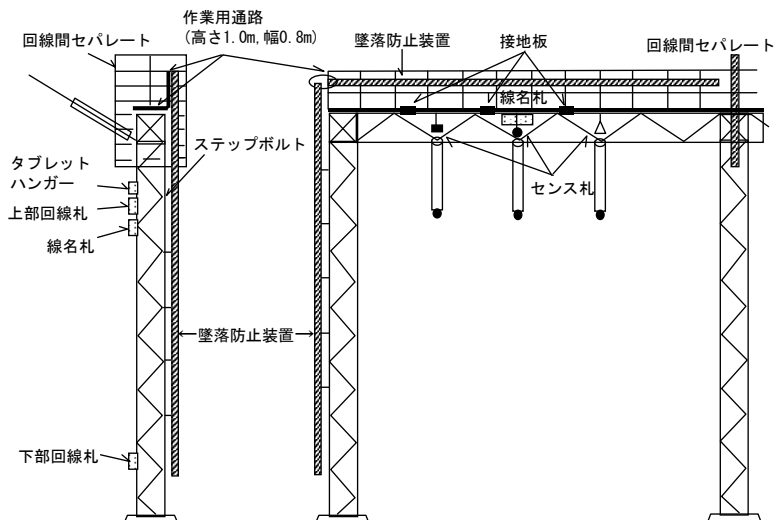 作業用通路
(高さ1.0m,幅0.8m)
回線間セパレート
墜落防止装置
接地板
回線間セパレート
線名札
ステップボルト
タブレット
ハンガー
上部回線札
線名札
センス札
墜落防止装置
下部回線札